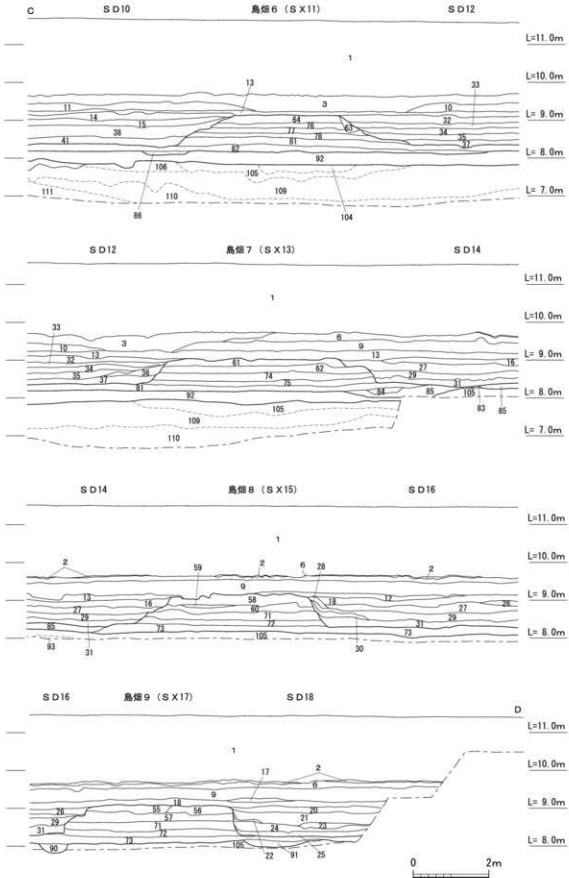 C SD10 島畑6(SX11) SD12
L=11.0m
1
L=10.0m
13 33
11 3 10
L= 9.0m
14 64 32
15 76 63
38 77 34
41 78 35
81 37
82 L= 8.0m
92
106 105
111 110 109 L= 7.0m
86 104
SD12 島畑7(SX13) SD14
L=11.0m
1
L=10.0m
33 3 6
10 9
13 13 L= 9.0m
32 61 27 16
34 36 62
35 37 74 29
81 75 31
92 84 85 105 L= 8.0m
105 83 85
109
110 L= 7.0m
SD14 島畑8(SX15) SD16
L=11.0m
1
L=10.0m
2 59 2 6 28 2
9
13 58 12 L= 9.0m
16 18 26
27 60 27
29 71 29
85 72 31
73 105 73 L= 8.0m
93 31 30
SD16 島畑9(SX17) SD18 D
L=11.0m
1
L=10.0m
17 2
6
9
18 L= 9.0m
26 55 56 20
29 57 21
71 24 23
31 72
73 L= 8.0m
90 105 22 91 25
0 2m